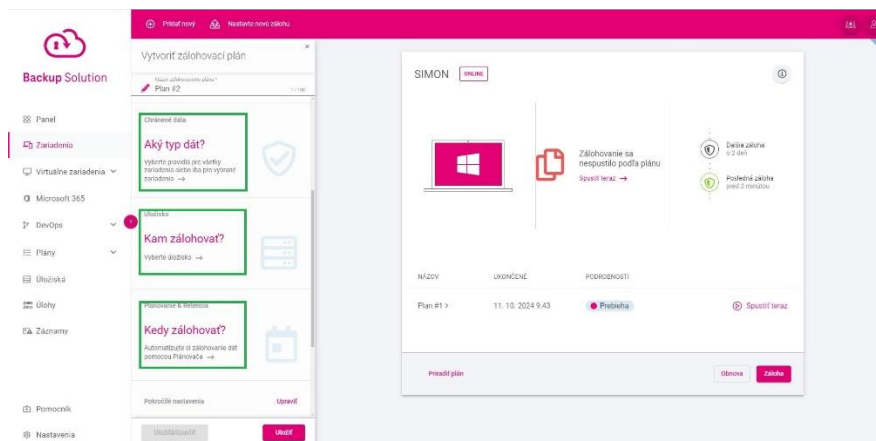 Pridať nový
Nastavte novú zálohu
Backup Solution
Panel
Zariadenia
Virtuálne zariadenia
Microsoft 365
DevOps
Plány
Úložiská
Úlohy
Záznamy
Pomocník
Nastavenia
Vytvoriť zálohovací plán
Názov zálohovacieho plánu *
Plan #2
Chránené dáta
Aký typ dát?
Vyberte pravidlá pre všetky
zariadenia alebo iba pre vybrané
zariadenia →
Úložisko
Kam zálohovať?
Vyberte úložisko →
Plánovanie & Retencia
Kedy zálohovať?
Automatizujte si zálohovanie dát
pomocou Plánovača →
Pokročilé nastavenia
Upraviť
Uložiť
SIMON
ONLINE
Zálohovanie sa
nespustilo podľa plánu
Spustiť teraz →
Ďalšia záloha
o 2 dni
Posledná záloha
NÁZOV
UKONČENÉ
PODROBNOSTI
Plan #1 >
11. 10. 2024 9:43
Prebieha
Spustiť teraz
Priradiť plán
Obnova
Záloha